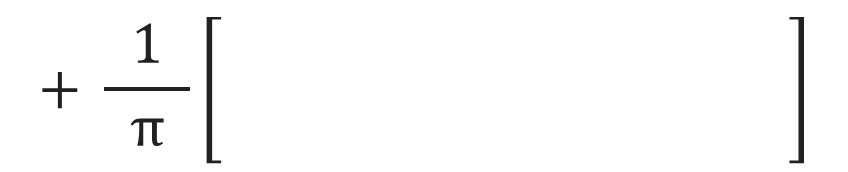 + 1/π [ ]